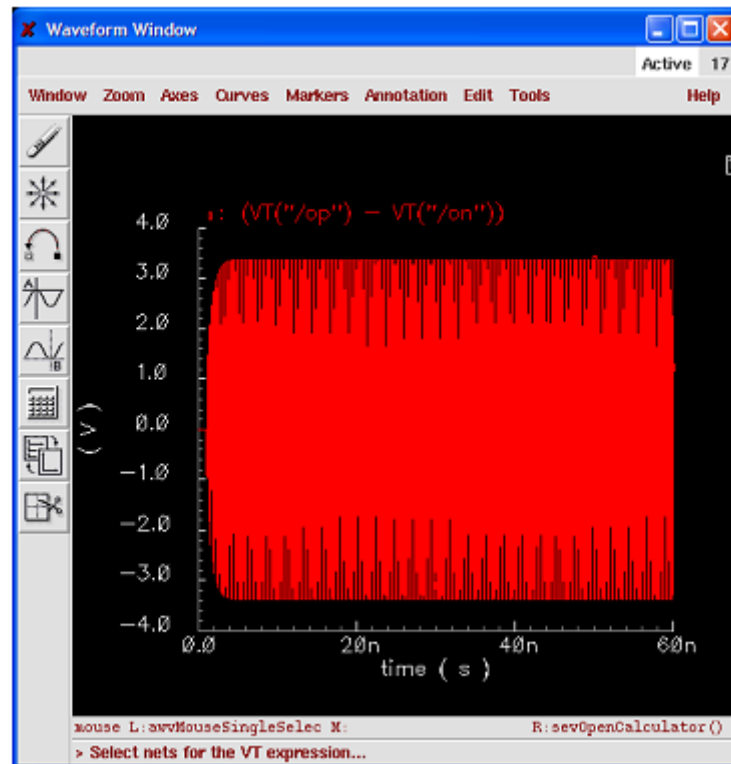 Waveform Window
Active 17
Window Zoom Axes Curves Markers Annotation Edit Tools Help
: (VT("/op") - VT("/on"))
4.0
3.0
2.0
1.0
0.0
-1.0
-2.0
-3.0
-4.0
( V )
0.0 20n 40n 60n
time ( s )
mouse L:awvMouseSingleSelec M: R:sevOpenCalculator()
> Select nets for the VT expression...